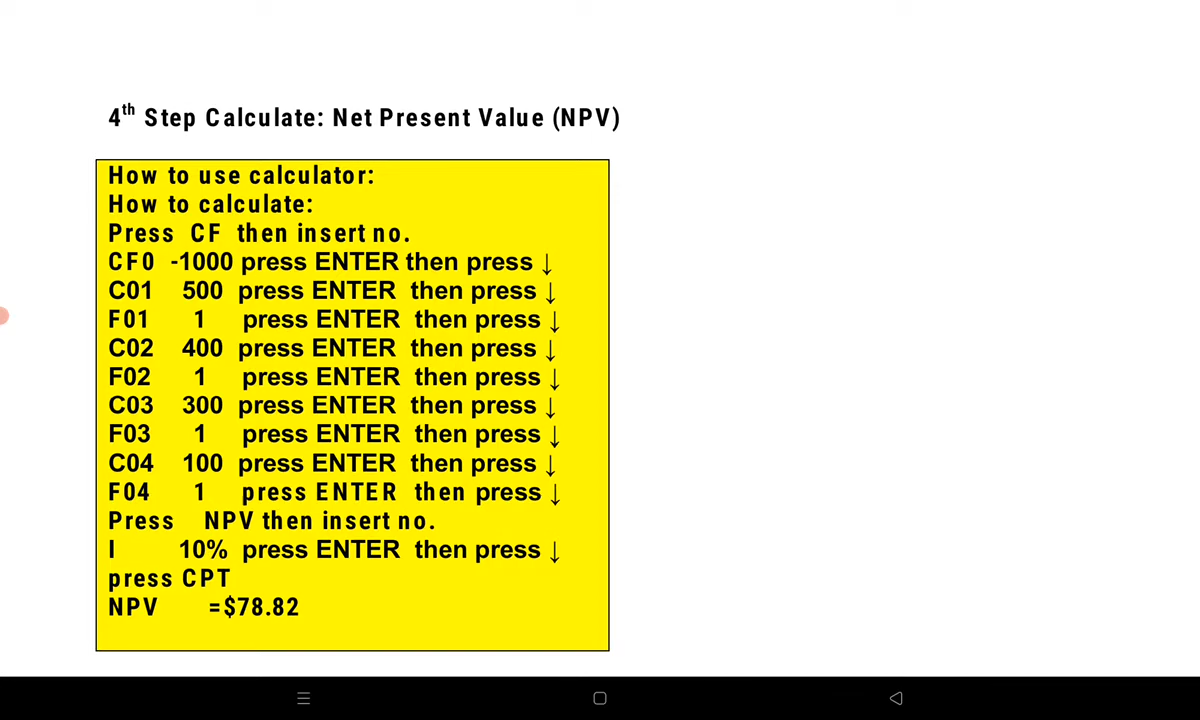 4th Step Calculate: Net Present Value (NPV)
How to use calculator:
How to calculate:
Press CF then insert no.
CF0 -1000 press ENTER then press ↓
C01 500 press ENTER then press ↓
F01 1 press ENTER then press ↓
C02 400 press ENTER then press ↓
F02 1 press ENTER then press ↓
C03 300 press ENTER then press ↓
F03 1 press ENTER then press ↓
C04 100 press ENTER then press ↓
F04 1 press ENTER then press ↓
Press NPV then insert no.
I 10% press ENTER then press ↓
press CPT
NPV =$78.82